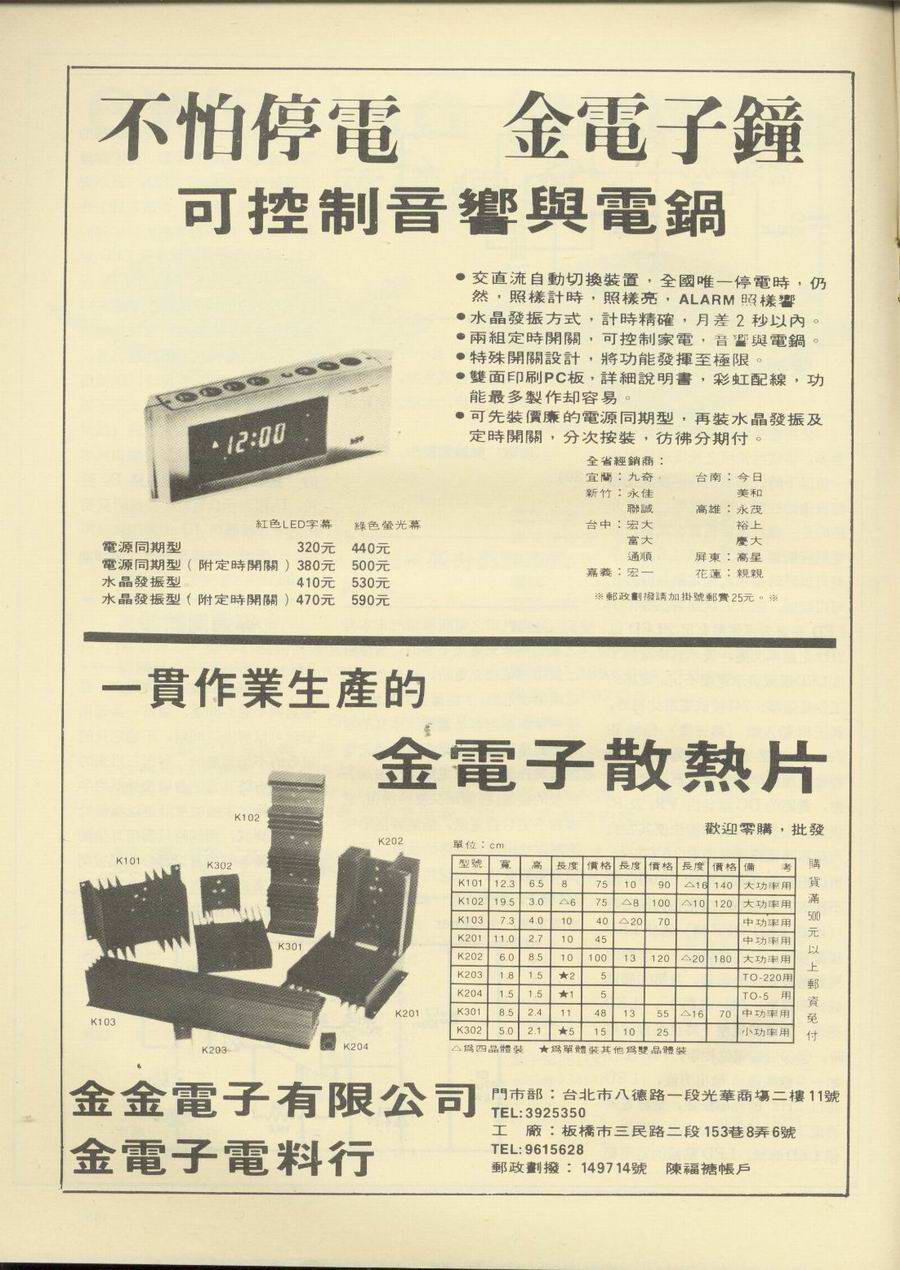 不怕停電 金電子鐘
可控制音響與電鍋
● 交直流自動切換裝置，全國唯一停電時，仍
然，照樣計時，照樣亮，ALARM 照樣響
● 水晶發振方式，計時精確，月差 2 秒以內。
● 兩組定時開關，可控制家電，音響與電鍋。
● 特殊開關設計，將功能發揮至極限。
● 雙面印刷PC板，詳細說明書，彩虹配線，功
能最多製作却容易。
● 可先裝價廉的電源同期型，再裝水晶發振及
定時開關，分次按裝，彷彿分期付。
12:00
全省經銷商：
宜蘭：九奇 台南：今日
新竹：永佳 美和
聯誠 高雄：永茂
台中：宏大 裕上
富大 慶大
通順 屏東：高星
嘉義：宏一 花蓮：親親
※郵政劃撥請加掛號郵費25元。※
紅色LED字幕 綠色螢光幕
電源同期型 320元 440元
電源同期型（附定時開關）380元 500元
水晶發振型 410元 530元
水晶發振型（附定時開關）470元 590元
一貫作業生產的
金電子散熱片
歡迎零購，批發
K101
K302
K102
K202
K301
K103
K203
K204
K201
單位：cm
型號 寬 高 長度 價格 長度 價格 長度 價格 備考
K101 12.3 6.5 8 75 10 90 △16 140 大功率用
K102 19.5 3.0 △6 75 △8 100 △10 120 大功率用
K103 7.3 4.0 10 40 △20 70 中功率用
K201 11.0 2.7 10 45 中功率用
K202 6.0 8.5 10 100 13 120 △20 180 大功率用
K203 1.8 1.5 ★2 5 TO-220用
K204 1.5 1.5 ★1 5 TO-5 用
K301 8.5 2.4 11 48 13 55 △16 70 中功率用
K302 5.0 2.1 ★5 15 10 25 小功率用
△爲四晶體裝 ★爲單體裝其他爲雙晶體裝
購貨滿500元以上郵資免付
金金電子有限公司
金電子電料行
門市部：台北市八德路一段光華商場二樓11號
TEL:3925350
工 廠：板橋市三民路二段153巷8弄6號
TEL:9615628
郵政劃撥：149714號 陳福禟帳戶